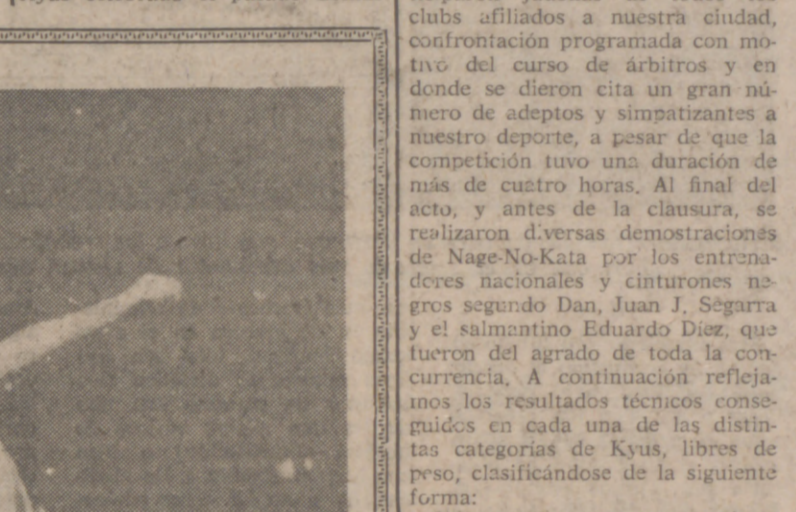 clubs afiliados a nuestra ciudad,
confrontación programada con mo-
tivo del curso de árbitros y en
donde se dieron cita un gran nú-
mero de adeptos y simpatizantes a
nuestro deporte, a pesar de que la
competición tuvo una duración de
más de cuatro horas. Al final del
acto, y antes de la clausura, se
realizaron diversas demostraciones
de Nage-No-Kata por los entrena-
dores nacionales y cinturones ne-
gros segundo Dan, Juan J. Segarra
y el salmantino Eduardo Díez, que
fueron del agrado de toda la con-
currencia. A continuación refleja-
mos los resultados técnicos conse-
guidos en cada una de las distin-
tas categorías de Kyus, libres de
peso, clasificándose de la siguiente
forma: